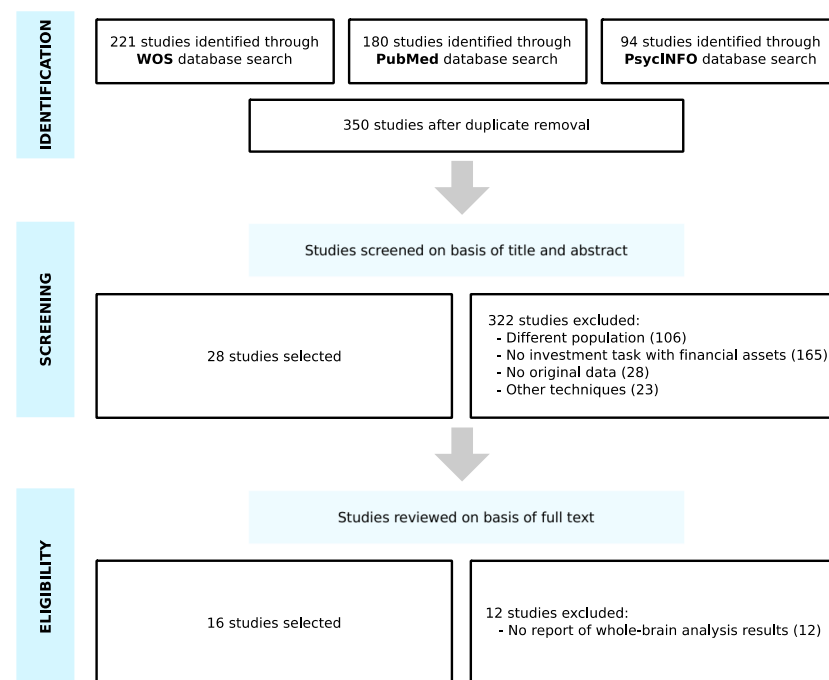 IDENTIFICATION
221 studies identified through
WOS database search
180 studies identified through
PubMed database search
94 studies identified through
PsycINFO database search
350 studies after duplicate removal
SCREENING
Studies screened on basis of title and abstract
28 studies selected
322 studies excluded:
- Different population (106)
- No investment task with financial assets (165)
- No original data (28)
- Other techniques (23)
ELIGIBILITY
Studies reviewed on basis of full text
16 studies selected
12 studies excluded:
- No report of whole-brain analysis results (12)